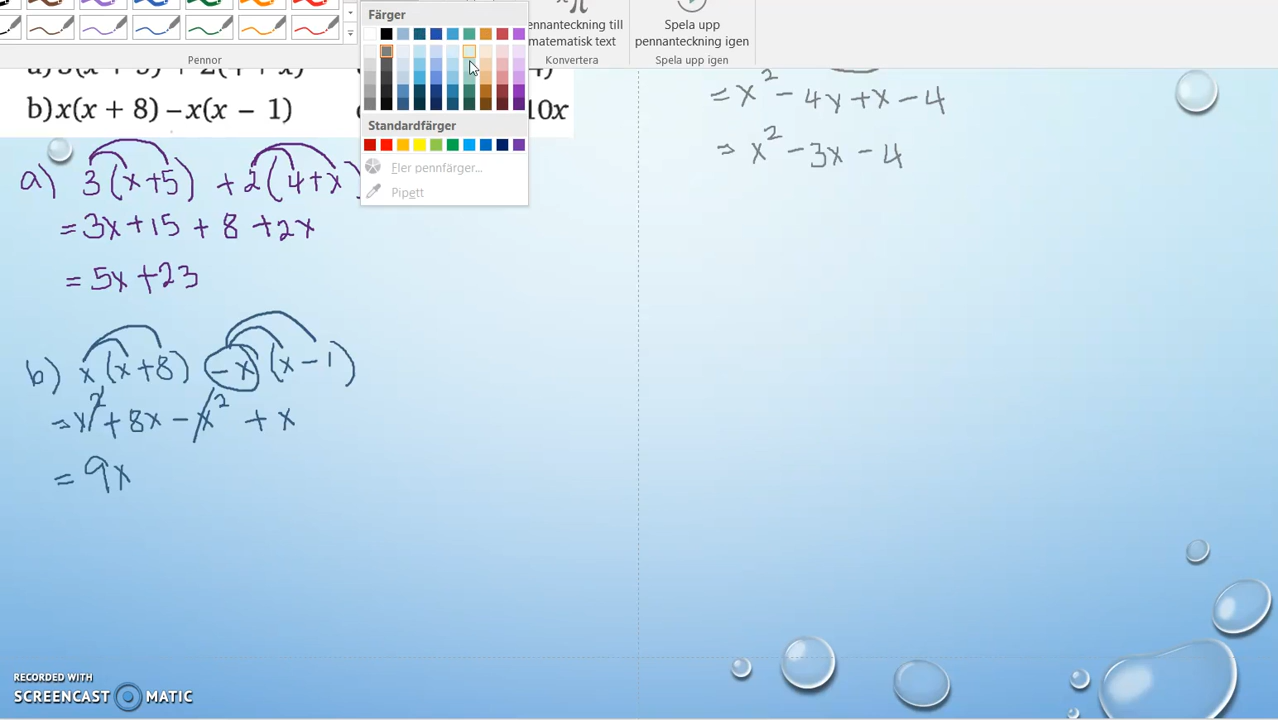 Färger
Pennor
Standardfärger
Fler pennfärger...
Pipett
ennanteckning till
matematisk text
Konvertera
Spela upp
pennanteckning igen
Spela upp igen
b) x(x + 8) − x(x − 1)
10x
a) 3(x+5) + 2(4+x)
= 3x+15 + 8 +2x
= 5x+23
b) x(x+8) −x(x−1)
= x² + 8x − x² + x
= 9x
= x² − 4x + x − 4
= x² − 3x − 4
RECORDED WITH
SCREENCAST MATIC